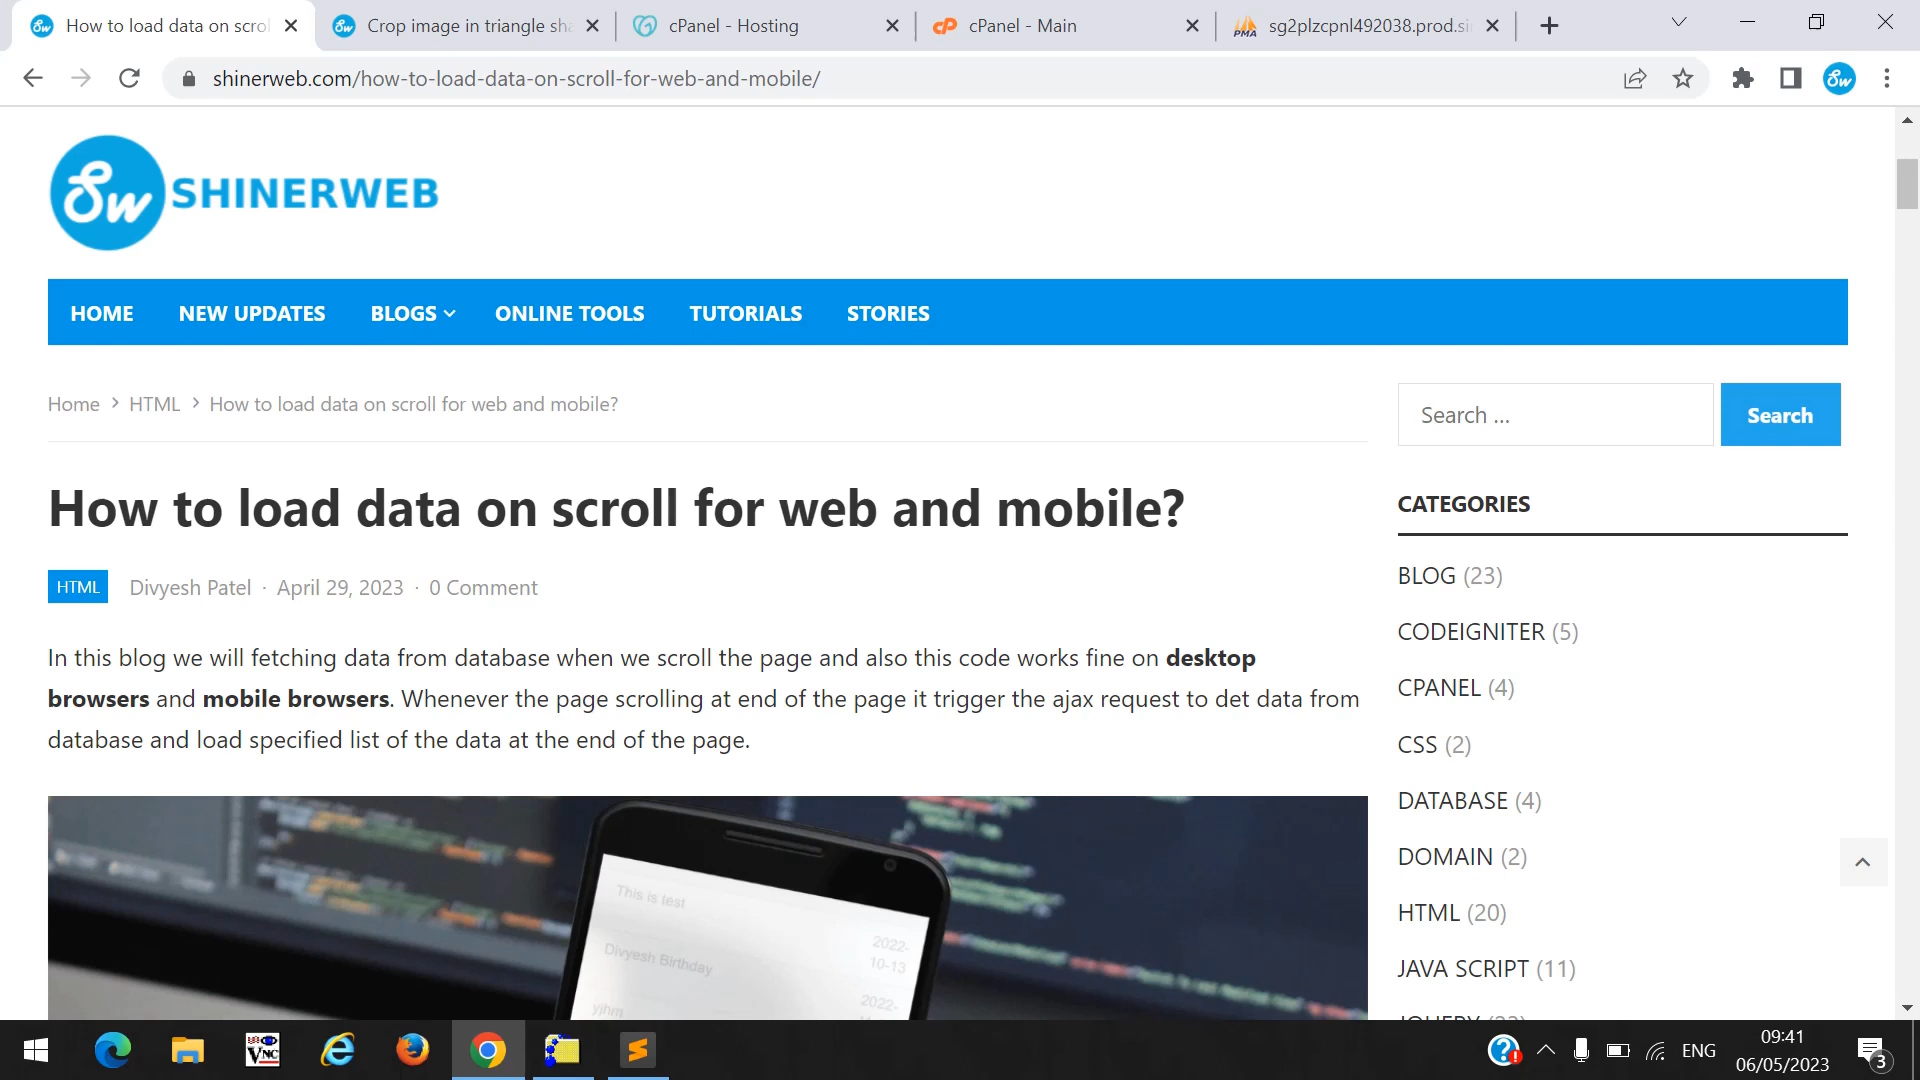 How to load data on scrol
Crop image in triangle sha
cPanel - Hosting
cPanel - Main
PMA
sg2plzcpnl492038.prod.si
shinerweb.com/how-to-load-data-on-scroll-for-web-and-mobile/
Sw
Sw SHINERWEB
HOME NEW UPDATES BLOGS ONLINE TOOLS TUTORIALS STORIES
Home > HTML > How to load data on scroll for web and mobile?
Search ...
Search
How to load data on scroll for web and mobile?
HTML Divyesh Patel · April 29, 2023 · 0 Comment
In this blog we will fetching data from database when we scroll the page and also this code works fine on desktop
browsers and mobile browsers. Whenever the page scrolling at end of the page it trigger the ajax request to det data from
database and load specified list of the data at the end of the page.
This is test
2022-
10-13
Divyesh Birthday
yjhm
2022-
CATEGORIES
BLOG (23)
CODEIGNITER (5)
CPANEL (4)
CSS (2)
DATABASE (4)
DOMAIN (2)
HTML (20)
JAVA SCRIPT (11)
VNC
ENG
09:41
06/05/2023
3